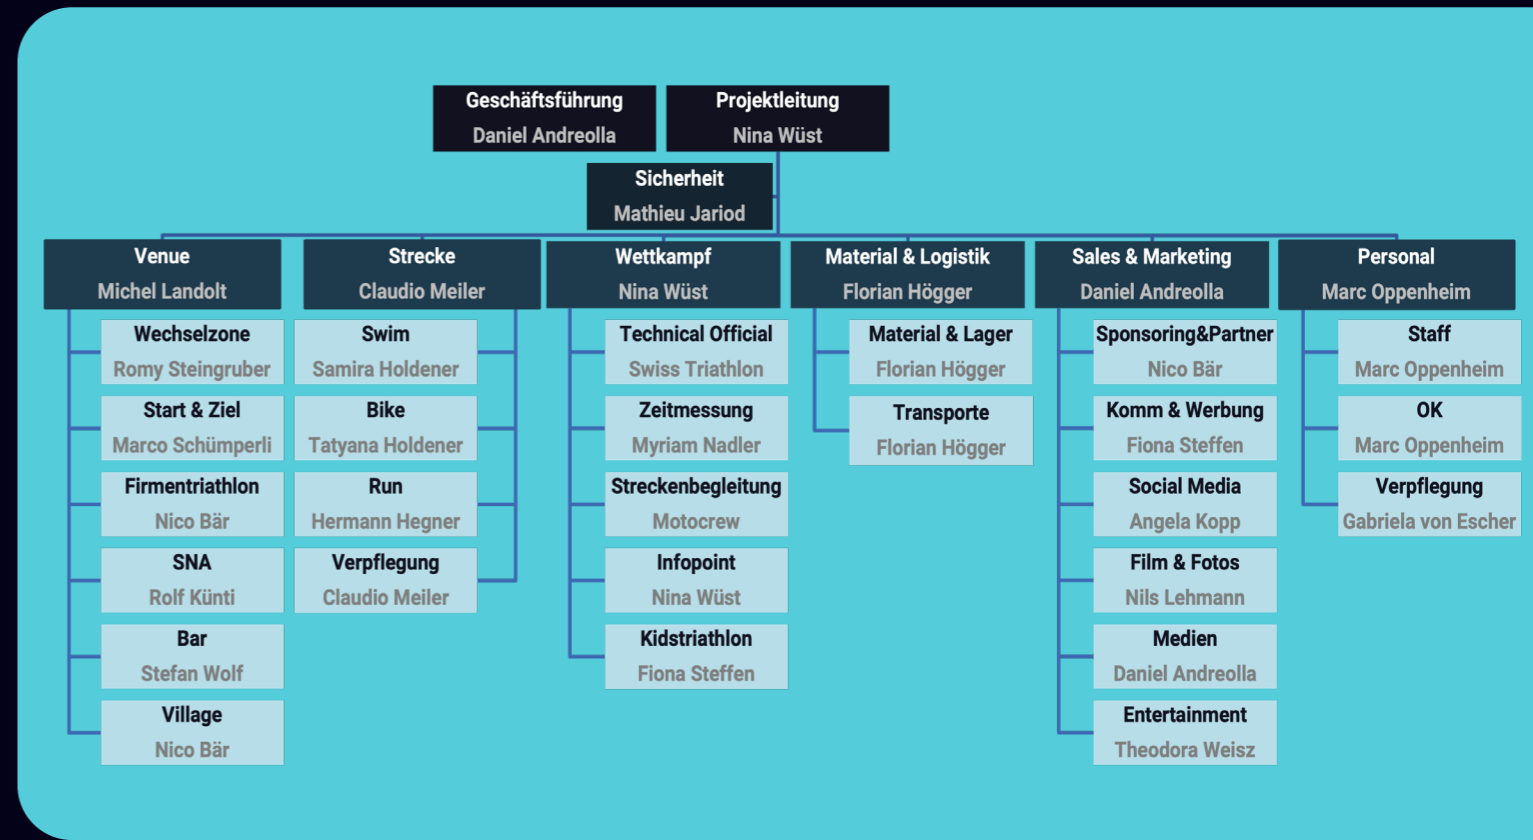 Geschäftsführung
Daniel Andreolla
Projektleitung
Nina Wüst
Sicherheit
Mathieu Jariod
Venue
Michel Landolt
Wechselzone
Romy Steingruber
Start & Ziel
Marco Schümperli
Firmentriathlon
Nico Bär
SNA
Rolf Künti
Bar
Stefan Wolf
Village
Nico Bär
Strecke
Claudio Meiler
Swim
Samira Holdener
Bike
Tatyana Holdener
Run
Hermann Hegner
Verpflegung
Claudio Meiler
Wettkampf
Nina Wüst
Technical Official
Swiss Triathlon
Zeitmessung
Myriam Nadler
Streckenbegleitung
Motocrew
Infopoint
Nina Wüst
Kidstriathlon
Fiona Steffen
Material & Logistik
Florian Högger
Material & Lager
Florian Högger
Transporte
Florian Högger
Sales & Marketing
Daniel Andreolla
Sponsoring&Partner
Nico Bär
Komm & Werbung
Fiona Steffen
Social Media
Angela Kopp
Film & Fotos
Nils Lehmann
Medien
Daniel Andreolla
Entertainment
Theodora Weisz
Personal
Marc Oppenheim
Staff
Marc Oppenheim
OK
Marc Oppenheim
Verpflegung
Gabriela von Escher